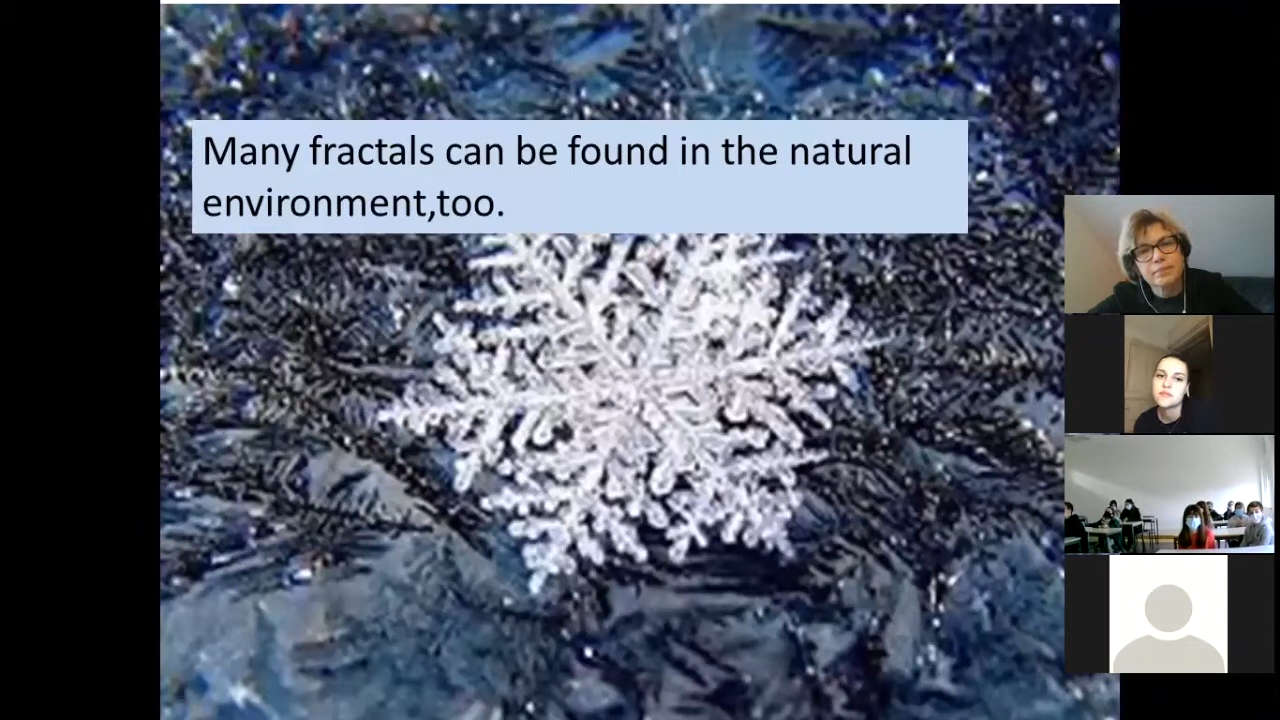 Many fractals can be found in the natural
environment,too.